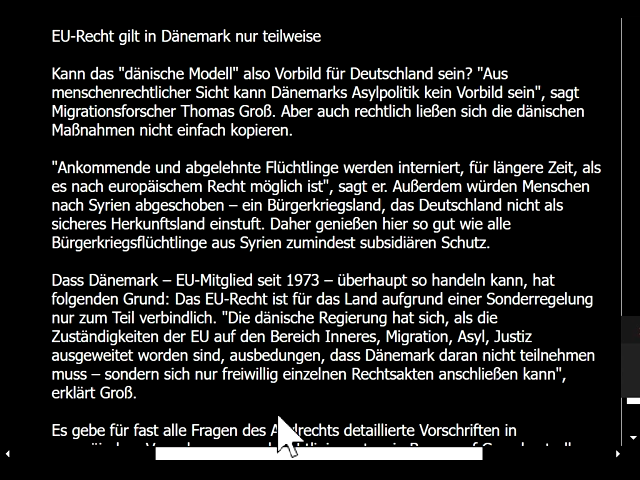 EU-Recht gilt in Dänemark nur teilweise
Kann das "dänische Modell" also Vorbild für Deutschland sein? "Aus
menschenrechtlicher Sicht kann Dänemarks Asylpolitik kein Vorbild sein", sagt
Migrationsforscher Thomas Groß. Aber auch rechtlich ließen sich die dänischen
Maßnahmen nicht einfach kopieren.
"Ankommende und abgelehnte Flüchtlinge werden interniert, für längere Zeit, als
es nach europäischem Recht möglich ist", sagt er. Außerdem würden Menschen
nach Syrien abgeschoben – ein Bürgerkriegsland, das Deutschland nicht als
sicheres Herkunftsland einstuft. Daher genießen hier so gut wie alle
Bürgerkriegsflüchtlinge aus Syrien zumindest subsidiären Schutz.
Dass Dänemark – EU-Mitglied seit 1973 – überhaupt so handeln kann, hat
folgenden Grund: Das EU-Recht ist für das Land aufgrund einer Sonderregelung
nur zum Teil verbindlich. "Die dänische Regierung hat sich, als die
Zuständigkeiten der EU auf den Bereich Inneres, Migration, Asyl, Justiz
ausgeweitet worden sind, ausbedungen, dass Dänemark daran nicht teilnehmen
muss – sondern sich nur freiwillig einzelnen Rechtsakten anschließen kann",
erklärt Groß.
Es gebe für fast alle Fragen des detaillierte Vorschriften in